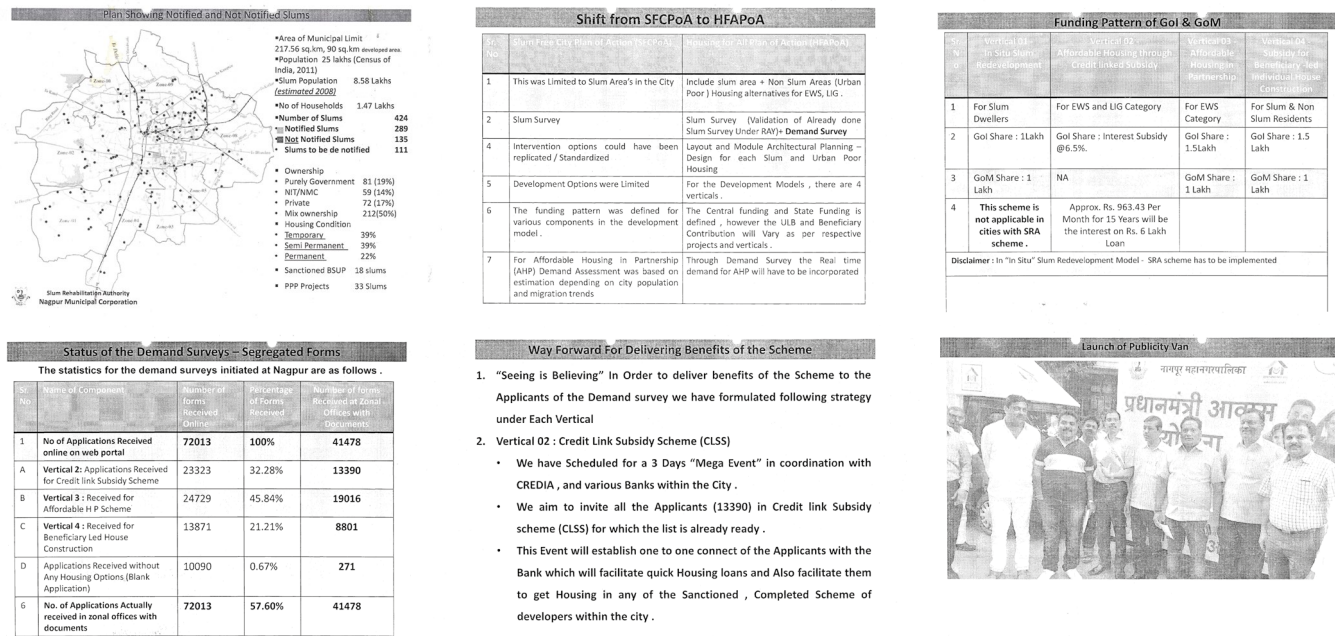 Plan Showing Notified and Not Notified Slums
•Area of Municipal Limit
217.56 sq.km, 90 sq.km developed area.
•Population 25 lakhs (Census of
India, 2011)
•Slum Population 8.58 Lakhs
(estimated 2008)
•No of Households 1.47 Lakhs
•Number of Slums 424
Notified Slums 289
Not Notified Slums 135
Slums to be de notified 111
Ownership
Purely Government 81 (19%)
NIT/NMC 59 (14%)
Private 72 (17%)
Mix ownership 212(50%)
Housing Condition
Temporary 39%
Semi Permanent 39%
Permanent 22%
Sanctioned BSUP 18 slums
PPP Projects 33 Slums
Slum Rehabilitation Authority
Nagpur Municipal Corporation
Shift from SFCPoA to HFAPoA
Sr. No. Slum Free City Plan of Action (SFCPoA) Housing for All Plan of Action (HFAPoA)
1 This was Limited to Slum Area's in the City Include slum area + Non Slum Areas (Urban
Poor ) Housing alternatives for EWS, LIG .
2 Slum Survey Slum Survey (Validation of Already done
Slum Survey Under RAY)+ Demand Survey
4 Intervention options could have been Layout and Module Architectural Planning –
replicated / Standardized Design for each Slum and Urban Poor
Housing
5 Development Options were Limited For the Development Models , there are 4
verticals .
6 The funding pattern was defined for The Central funding and State Funding is
various components in the development defined , however the ULB and Beneficiary
model . Contribution will Vary as per respective
projects and verticals .
7 For Affordable Housing in Partnership Through Demand Survey the Real time
(AHP) Demand Assessment was based on demand for AHP will have to be incorporated
estimation depending on city population
and migration trends
Funding Pattern of GoI & GoM
Sr. Vertical 01- Vertical 02 Vertical 03 Vertical 04
N "In Situ Slum" Affordable Housing through Affordable Subsidy for
o Redevelopment Credit linked Subsidy Housing in Beneficiary led
Partnership Individual House
Construction
1 For Slum For EWS and LIG Category For EWS For Slum & Non
Dwellers Category Slum Residents
2 GoI Share : 1Lakh GoI Share : Interest Subsidy GoI Share : GoI Share : 1.5
@6.5%. 1.5Lakh Lakh
3 GoM Share : 1 NA GoM Share : GoM Share : 1
Lakh 1 Lakh Lakh
4 This scheme is Approx. Rs. 963.43 Per
not applicable in Month for 15 Years will be
cities with SRA the interest on Rs. 6 Lakh
scheme . Loan
Disclaimer : In "In Situ" Slum Redevelopment Model - SRA scheme has to be implemented
Status of the Demand Surveys – Segregated Forms
The statistics for the demand surveys initiated at Nagpur are as follows .
Sr. Name of Component Number of Percentage Number of forms
No forms of Forms Received at Zonal
Received Received Offices with
Online Documents
1 No of Applications Received 72013 100% 41478
online on web portal
A Vertical 2: Applications Received 23323 32.28% 13390
for Credit link Subsidy Scheme
B Vertical 3 : Received for 24729 45.84% 19016
Affordable H P Scheme
C Vertical 4 : Received for 13871 21.21% 8801
Beneficiary Led House
Construction
D Applications Received without 10090 0.67% 271
Any Housing Options (Blank
Application)
6 No. of Applications Actually 72013 57.60% 41478
received in zonal offices with
documents
Way Forward For Delivering Benefits of the Scheme
1. "Seeing is Believing" In Order to deliver benefits of the Scheme to the
Applicants of the Demand survey we have formulated following strategy
under Each Vertical
2. Vertical 02 : Credit Link Subsidy Scheme (CLSS)
• We have Scheduled for a 3 Days "Mega Event" in coordination with
CREDIA , and various Banks within the City .
• We aim to invite all the Applicants (13390) in Credit link Subsidy
scheme (CLSS) for which the list is already ready .
• This Event will establish one to one connect of the Applicants with the
Bank which will facilitate quick Housing loans and Also facilitate them
to get Housing in any of the Sanctioned , Completed Scheme of
developers within the city .
Launch of Publicity Van
नागपुर महानगरपालिका
प्रधानमंत्री आवास